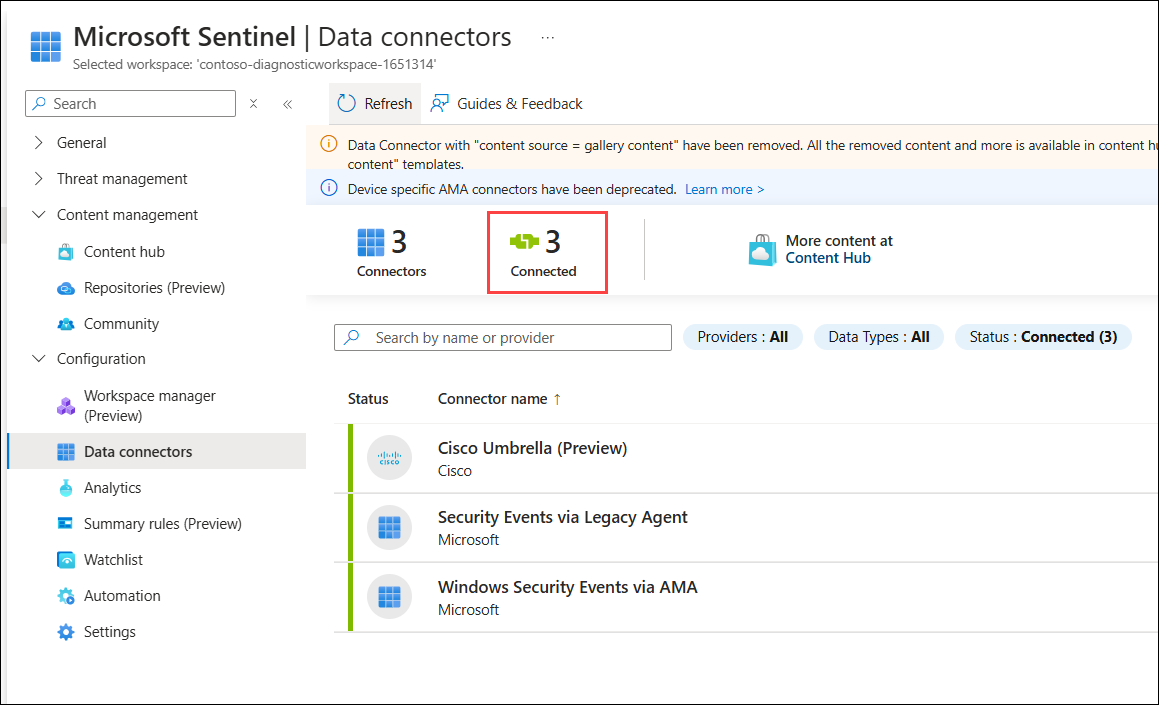 Microsoft Sentinel | Data connectors ...
Selected workspace: 'contoso-diagnosticworkspace-1651314'
Search
Refresh
Guides & Feedback
General
Threat management
Content management
Content hub
Repositories (Preview)
Community
Configuration
Workspace manager
(Preview)
Data connectors
Analytics
Summary rules (Preview)
Watchlist
Automation
Settings
Data Connector with "content source = gallery content" have been removed. All the removed content and more is available in content hu
content" templates.
Device specific AMA connectors have been deprecated. Learn more >
3
Connectors
3
Connected
More content at
Content Hub
Search by name or provider
Providers : All
Data Types : All
Status : Connected (3)
Status
Connector name ↑
CISCO
Cisco Umbrella (Preview)
Cisco
Security Events via Legacy Agent
Microsoft
Windows Security Events via AMA
Microsoft